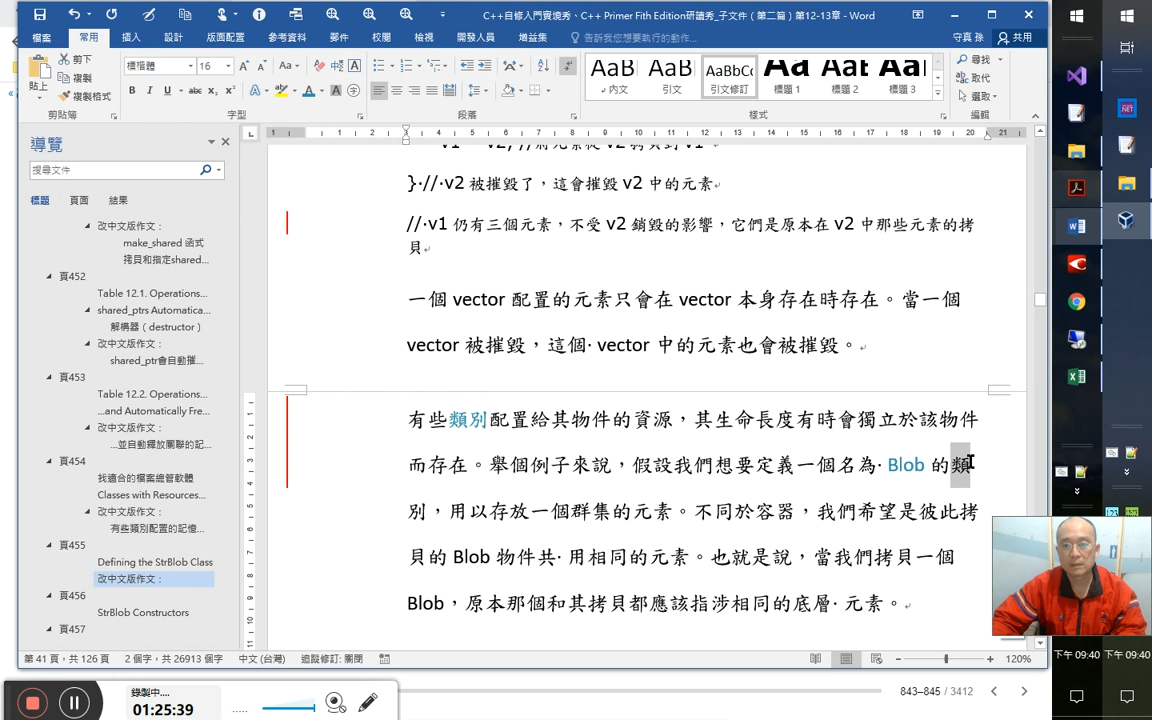 C++自修入門實境秀、C++ Primer Fith Edition研讀秀_子文件（第二篇）第12-13章 - Word
檔案 常用 插入 設計 版面配置 參考資料 郵件 校閱 檢視 開發人員 增益集 告訴我您想要執行的動作... 守真 孫 共用
貼上 剪下 複製 複製格式 剪貼簿
楷體 16 字型
段落
AaB 內文 AaB 引文 AaBbCc 引文修訂 Aa 標題 1 Aab 標題 2 AaB 標題 3 樣式
尋找 取代 選取 編輯
導覽
搜尋文件
標題 頁面 結果
改中文版作文：
make_shared 函式
拷貝和指定shared...
頁452
Table 12.1. Operations...
shared_ptrs Automatica...
解構器（destructor）
改中文版作文：
shared_ptr會自動摧...
頁453
Table 12.2. Operations...
...and Automatically Fre...
改中文版作文：
...並自動釋放關聯的記...
頁454
找適合的檔案總管軟體
Classes with Resources...
改中文版作文：
有些類別配置的記憶...
頁455
Defining the StrBlob Class
改中文版作文：
頁456
StrBlob Constructors
頁457
} // v2 被摧毀了，這會摧毀 v2 中的元素
// v1 仍有三個元素，不受 v2 銷毀的影響，它們是原本在 v2 中那些元素的拷
貝
一個 vector 配置的元素只會在 vector 本身存在時存在。當一個
vector 被摧毀，這個 vector 中的元素也會被摧毀。
有些類別配置給其物件的資源，其生命長度有時會獨立於該物件
而存在。舉個例子來說，假設我們想要定義一個名為 Blob 的類
別，用以存放一個群集的元素。不同於容器，我們希望是彼此拷
貝的 Blob 物件共 用相同的元素。也就是說，當我們拷貝一個
Blob，原本那個和其拷貝都應該指涉相同的底層 元素。
第 41 頁，共 126 頁 2 個字，共 26913 個字 中文 (台灣) 追蹤修訂: 關閉 120%
錄製中...
01:25:39
843–845 / 3412
下午 09:40 下午 09:40